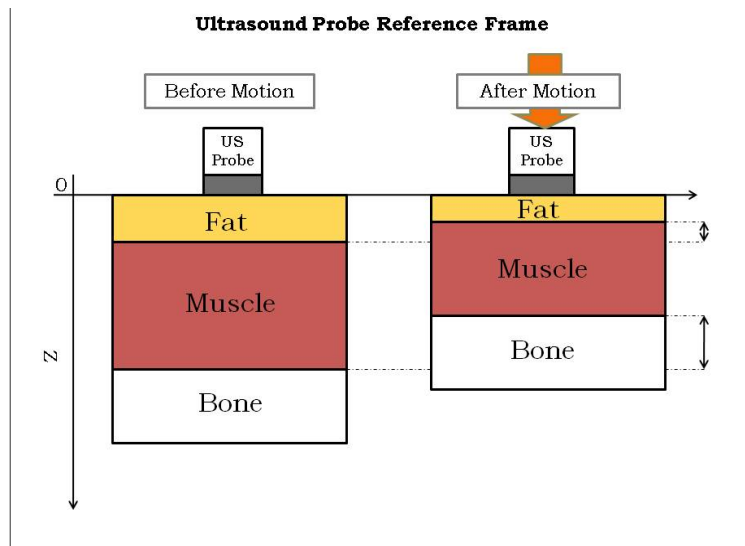 Ultrasound Probe Reference Frame
Before Motion
After Motion
US
Probe
US
Probe
0
Fat
Fat
Muscle
Muscle
Z
Bone
Bone